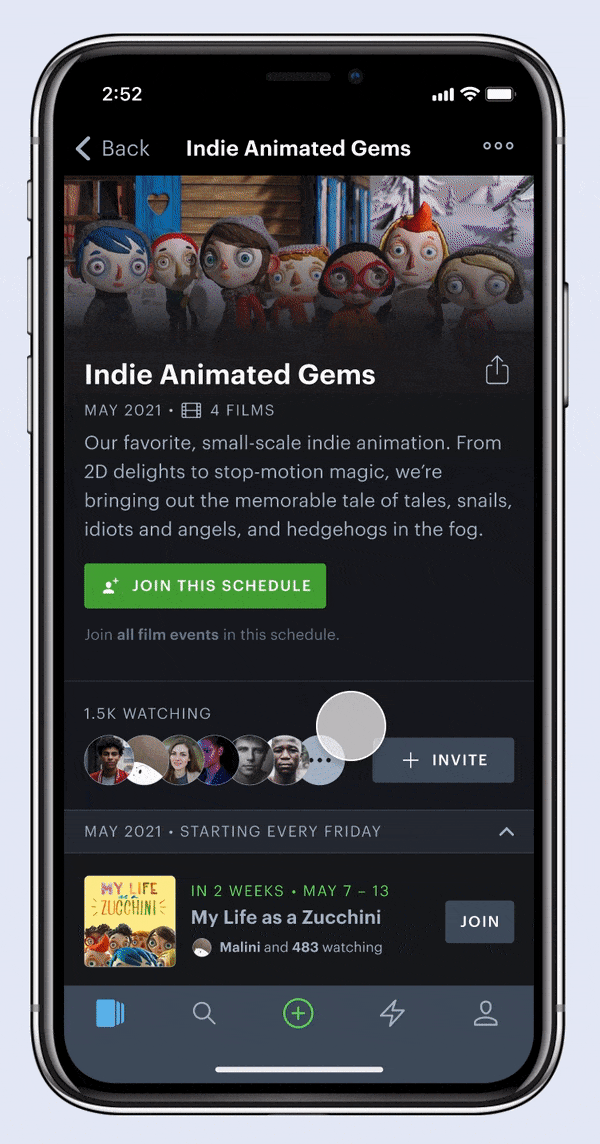 2:52
Back
Indie Animated Gems
Indie Animated Gems
MAY 2021 • 4 FILMS
Our favorite, small-scale indie animation. From
2D delights to stop-motion magic, we’re
bringing out the memorable tale of tales, snails,
idiots and angels, and hedgehogs in the fog.
JOIN THIS SCHEDULE
Join all film events in this schedule.
1.5K WATCHING
INVITE
MAY 2021 • STARTING EVERY FRIDAY
MY LIFE
as a
ZUCCHINI
IN 2 WEEKS • MAY 7 – 13
My Life as a Zucchini
Malini and 483 watching
JOIN